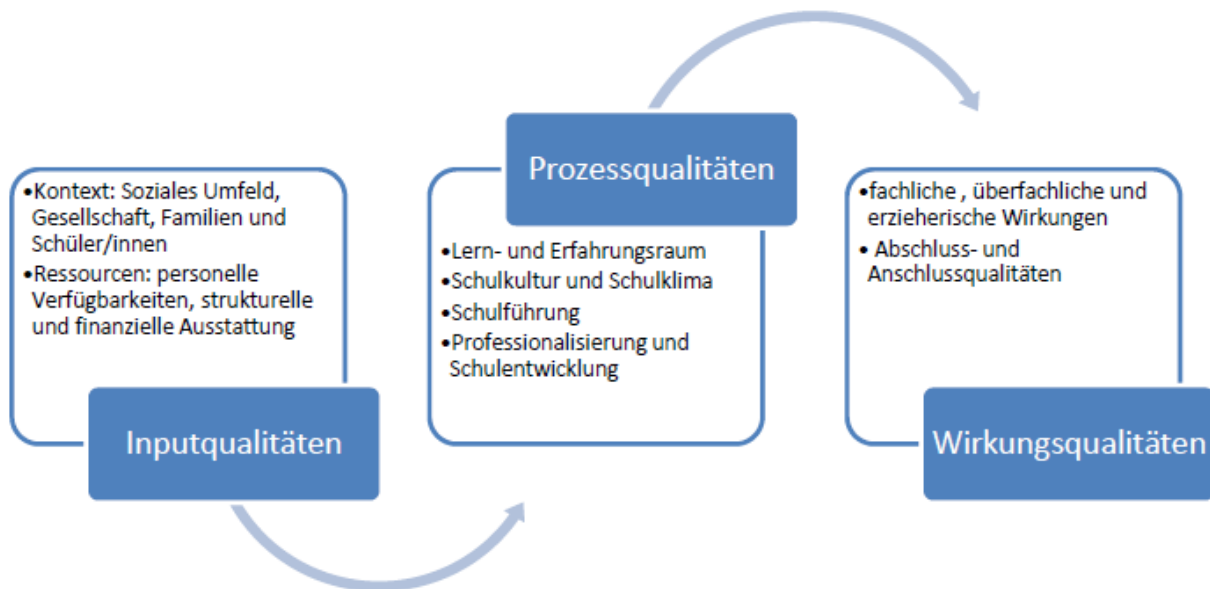 •Kontext: Soziales Umfeld,
Gesellschaft, Familien und
Schüler/innen
•Ressourcen: personelle
Verfügbarkeiten, strukturelle
und finanzielle Ausstattung
Inputqualitäten
Prozessqualitäten
•Lern- und Erfahrungsraum
•Schulkultur und Schulklima
•Schulführung
•Professionalisierung und
Schulentwicklung
•fachliche , überfachliche und
erzieherische Wirkungen
• Abschluss- und
Anschlussqualitäten
Wirkungsqualitäten